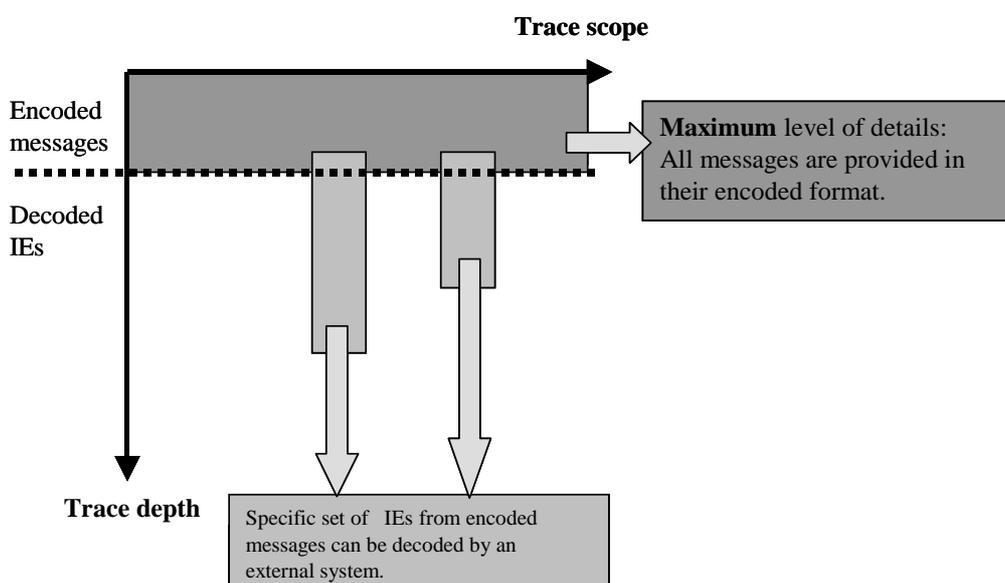 Trace scope
Encoded
messages
Maximum level of details:
All messages are provided in
their encoded format.
Decoded
IEs
Trace depth
Specific set of IEs from encoded
messages can be decoded by an
external system.